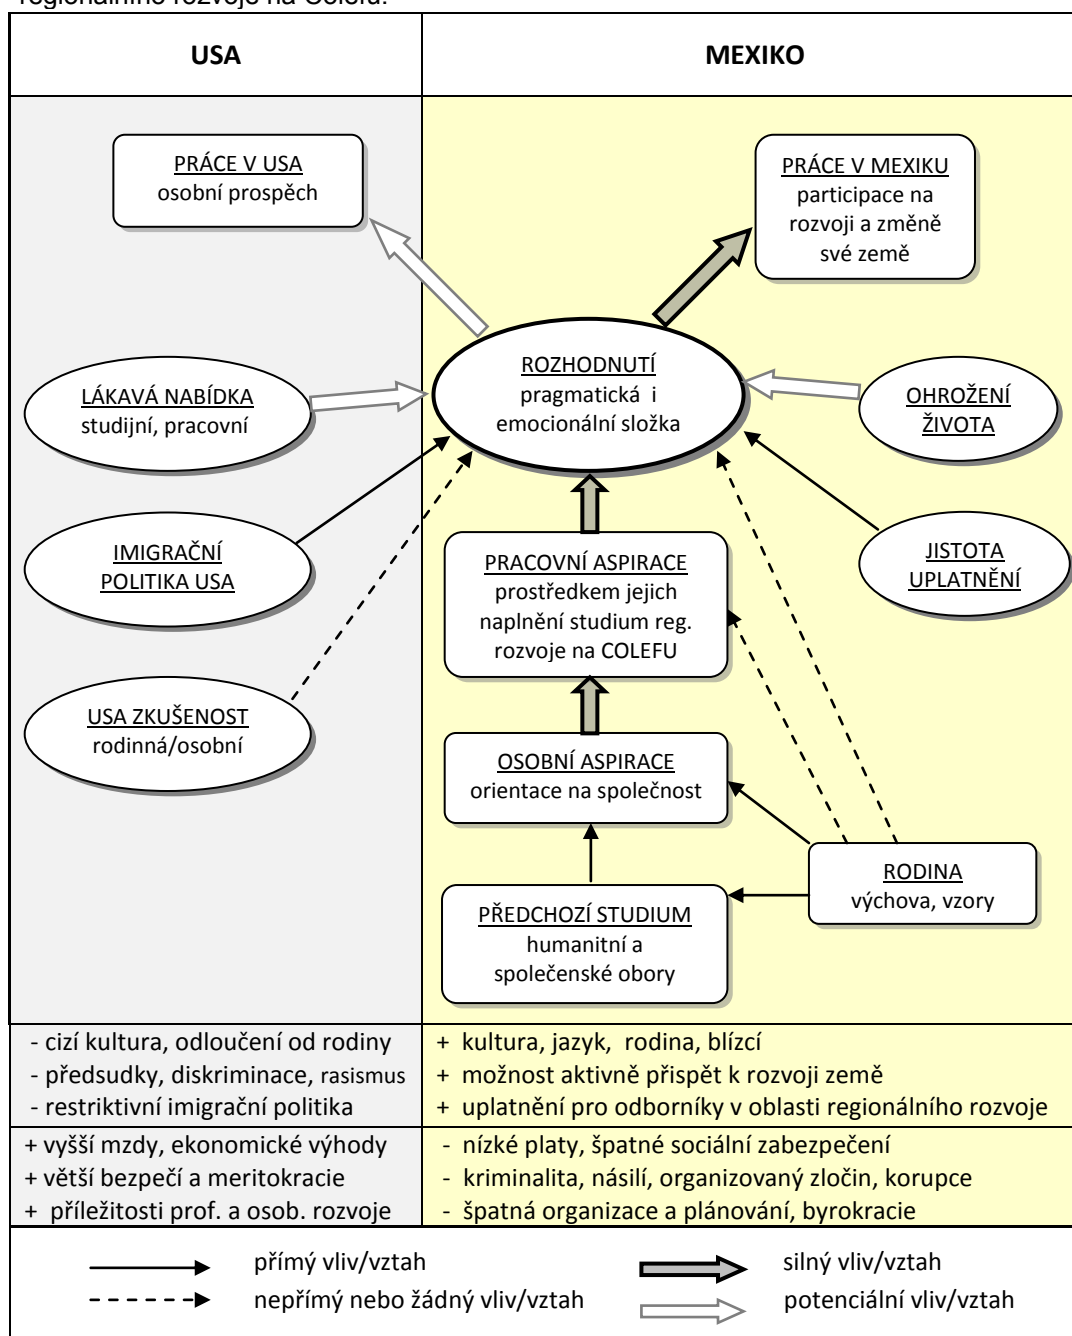 regionálního rozvoje na Colefu.
USA
MEXIKO
PRÁCE V USA
osobní prospěch
PRÁCE V MEXIKU
participace na
rozvoji a změně
své země
ROZHODNUTÍ
pragmatická i
emocionální složka
LÁKAVÁ NABÍDKA
studijní, pracovní
OHROŽENÍ
ŽIVOTA
IMIGRAČNÍ
POLITIKA USA
PRACOVNÍ ASPIRACE
prostředkem jejich
naplnění studium reg.
rozvoje na COLEFU
JISTOTA
UPLATNĚNÍ
USA ZKUŠENOST
rodinná/osobní
OSOBNÍ ASPIRACE
orientace na společnost
RODINA
výchova, vzory
PŘEDCHOZÍ STUDIUM
humanitní a
společenské obory
- cizí kultura, odloučení od rodiny
- předsudky, diskriminace, rasismus
- restriktivní imigrační politika
+ kultura, jazyk, rodina, blízcí
+ možnost aktivně přispět k rozvoji země
+ uplatnění pro odborníky v oblasti regionálního rozvoje
+ vyšší mzdy, ekonomické výhody
+ větší bezpečí a meritokracie
+ příležitosti prof. a osob. rozvoje
- nízké platy, špatné sociální zabezpečení
- kriminalita, násilí, organizovaný zločin, korupce
- špatná organizace a plánování, byrokracie
přímý vliv/vztah
silný vliv/vztah
nepřímý nebo žádný vliv/vztah
potenciální vliv/vztah